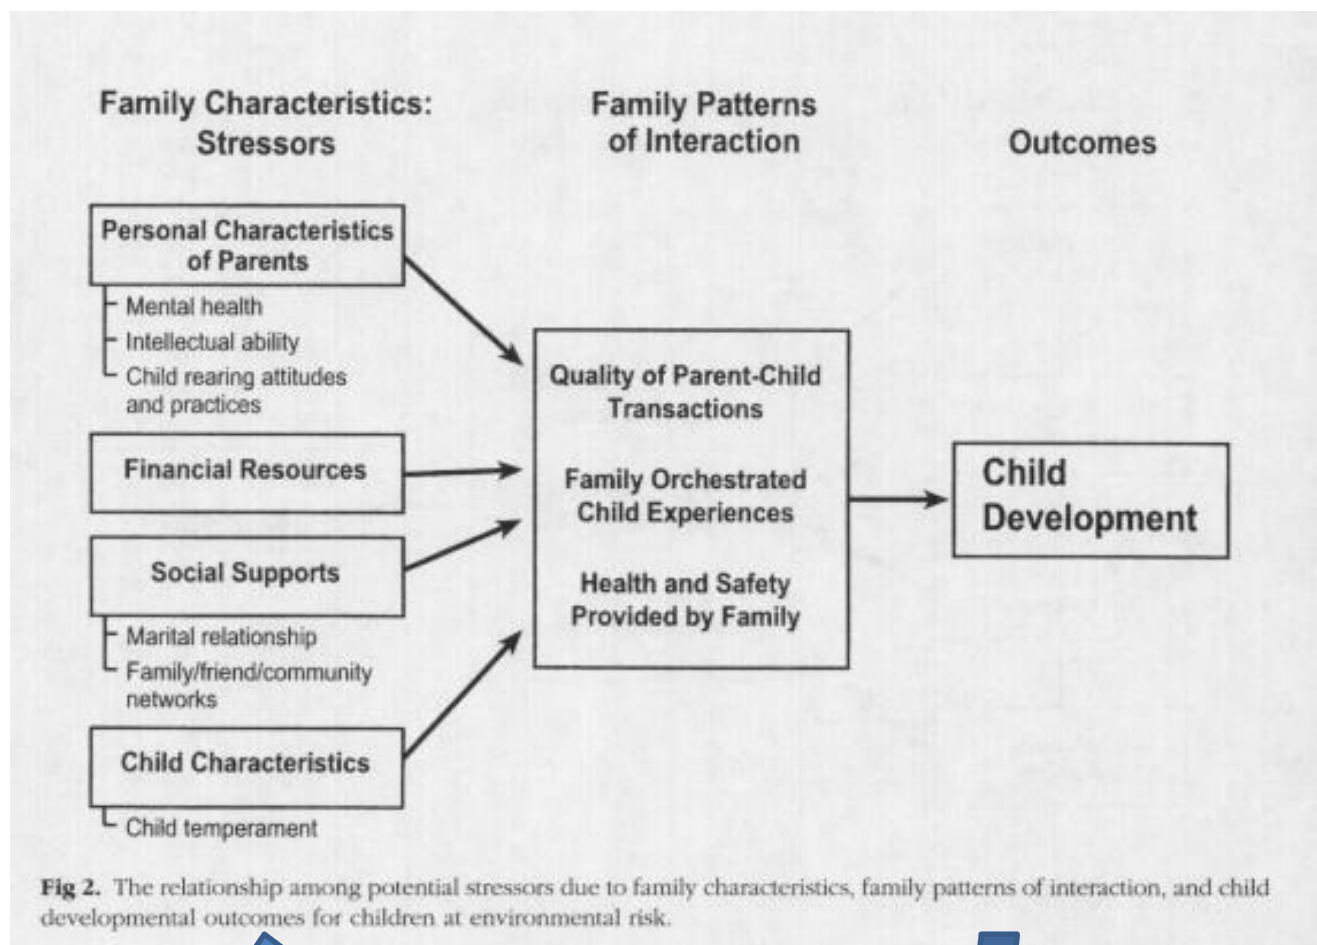 Family Characteristics:
Stressors
Family Patterns
of Interaction
Outcomes
Personal Characteristics
of Parents
Mental health
Intellectual ability
Child rearing attitudes
and practices
Financial Resources
Social Supports
Marital relationship
Family/friend/community
networks
Child Characteristics
Child temperament
Quality of Parent-Child
Transactions
Family Orchestrated
Child Experiences
Health and Safety
Provided by Family
Child
Development
Fig 2. The relationship among potential stressors due to family characteristics, family patterns of interaction, and child
developmental outcomes for children at environmental risk.